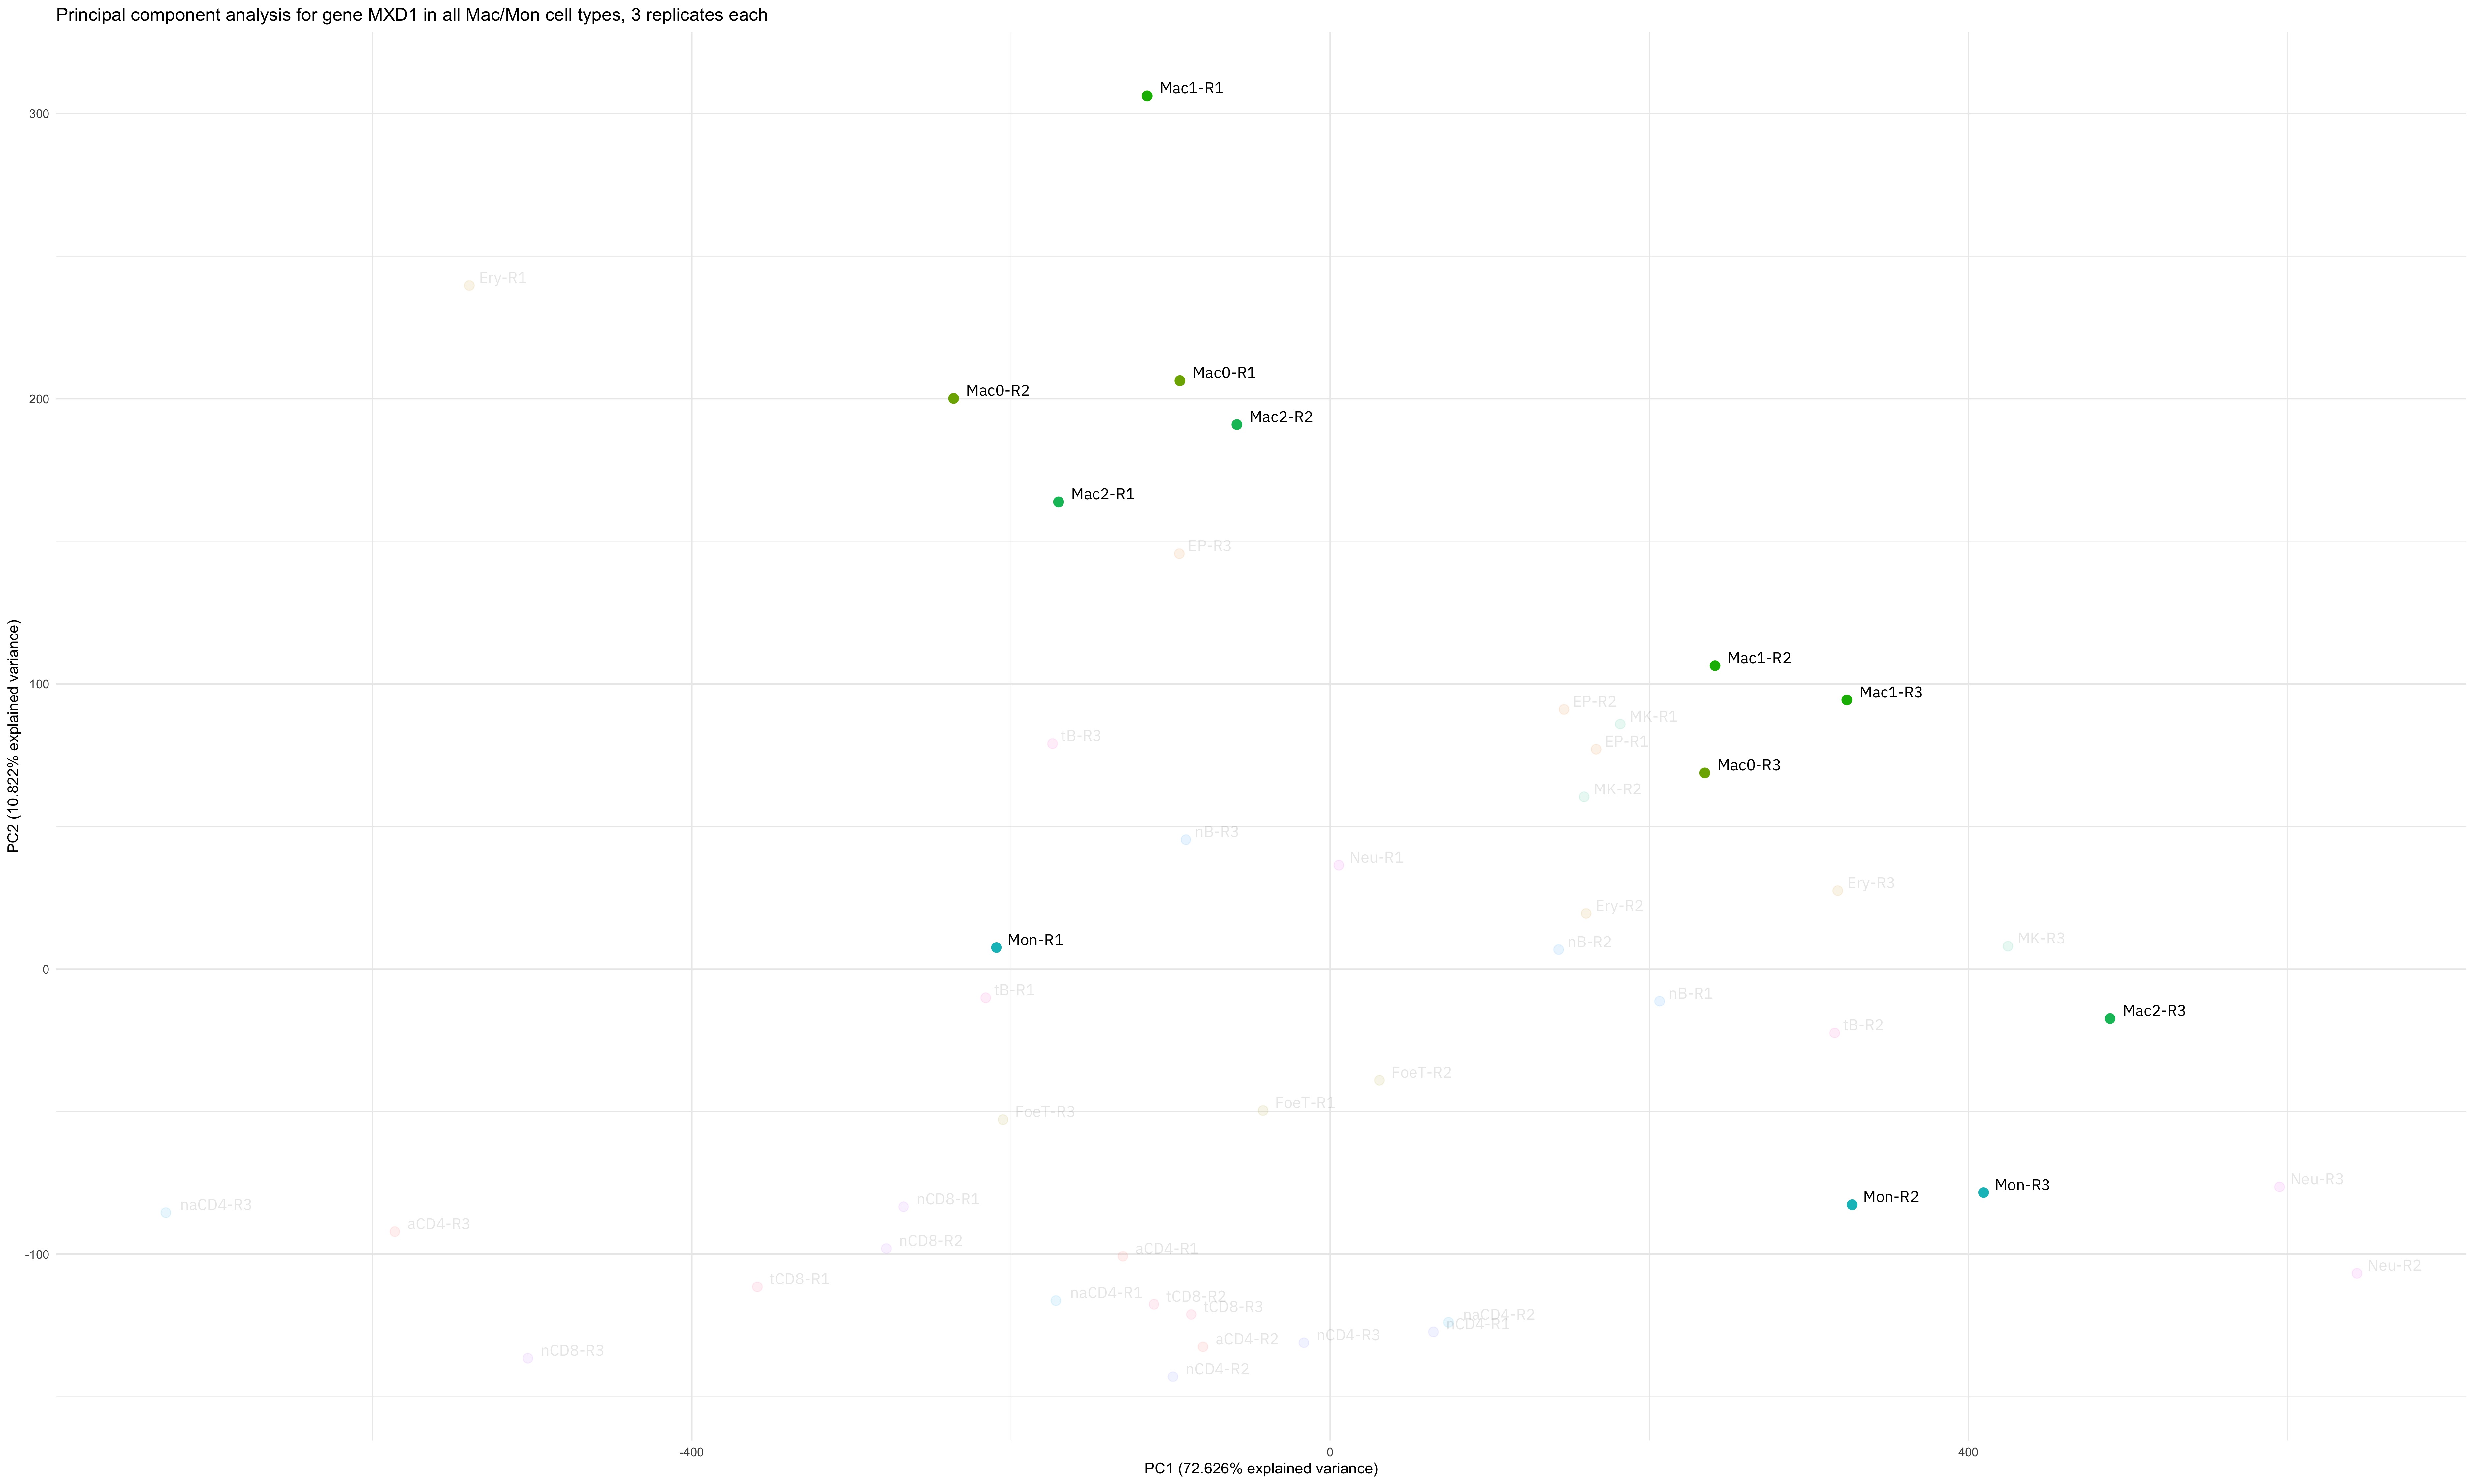 Principal component analysis for gene MXD1 in all Mac/Mon cell types, 3 replicates each
Mac1-R1
300
Ery-R1
Mac0-R1
Mac0-R2
200
Mac2-R2
Mac2-R1
EP-R3
Mac1-R2
100
Mac1-R3
EP-R2
MK-R1
tB-R3
EP-R1
Mac0-R3
MK-R2
nB-R3
Neu-R1
Ery-R3
Ery-R2
Mon-R1
nB-R2
MK-R3
0
tB-R1
nB-R1
Mac2-R3
tB-R2
FoeT-R2
FoeT-R1
FoeT-R3
Neu-R3
Mon-R3
Mon-R2
nCD8-R1
naCD4-R3
aCD4-R3
nCD8-R2
aCD4-R1
-100
Neu-R2
tCD8-R1
naCD4-R1
tCD8-R2
tCD8-R3
naCD4-R2
nCD4-R1
nCD4-R3
aCD4-R2
nCD8-R3
nCD4-R2
-400
0
400
PC1 (72.626% explained variance)
PC2 (10.822% explained variance)